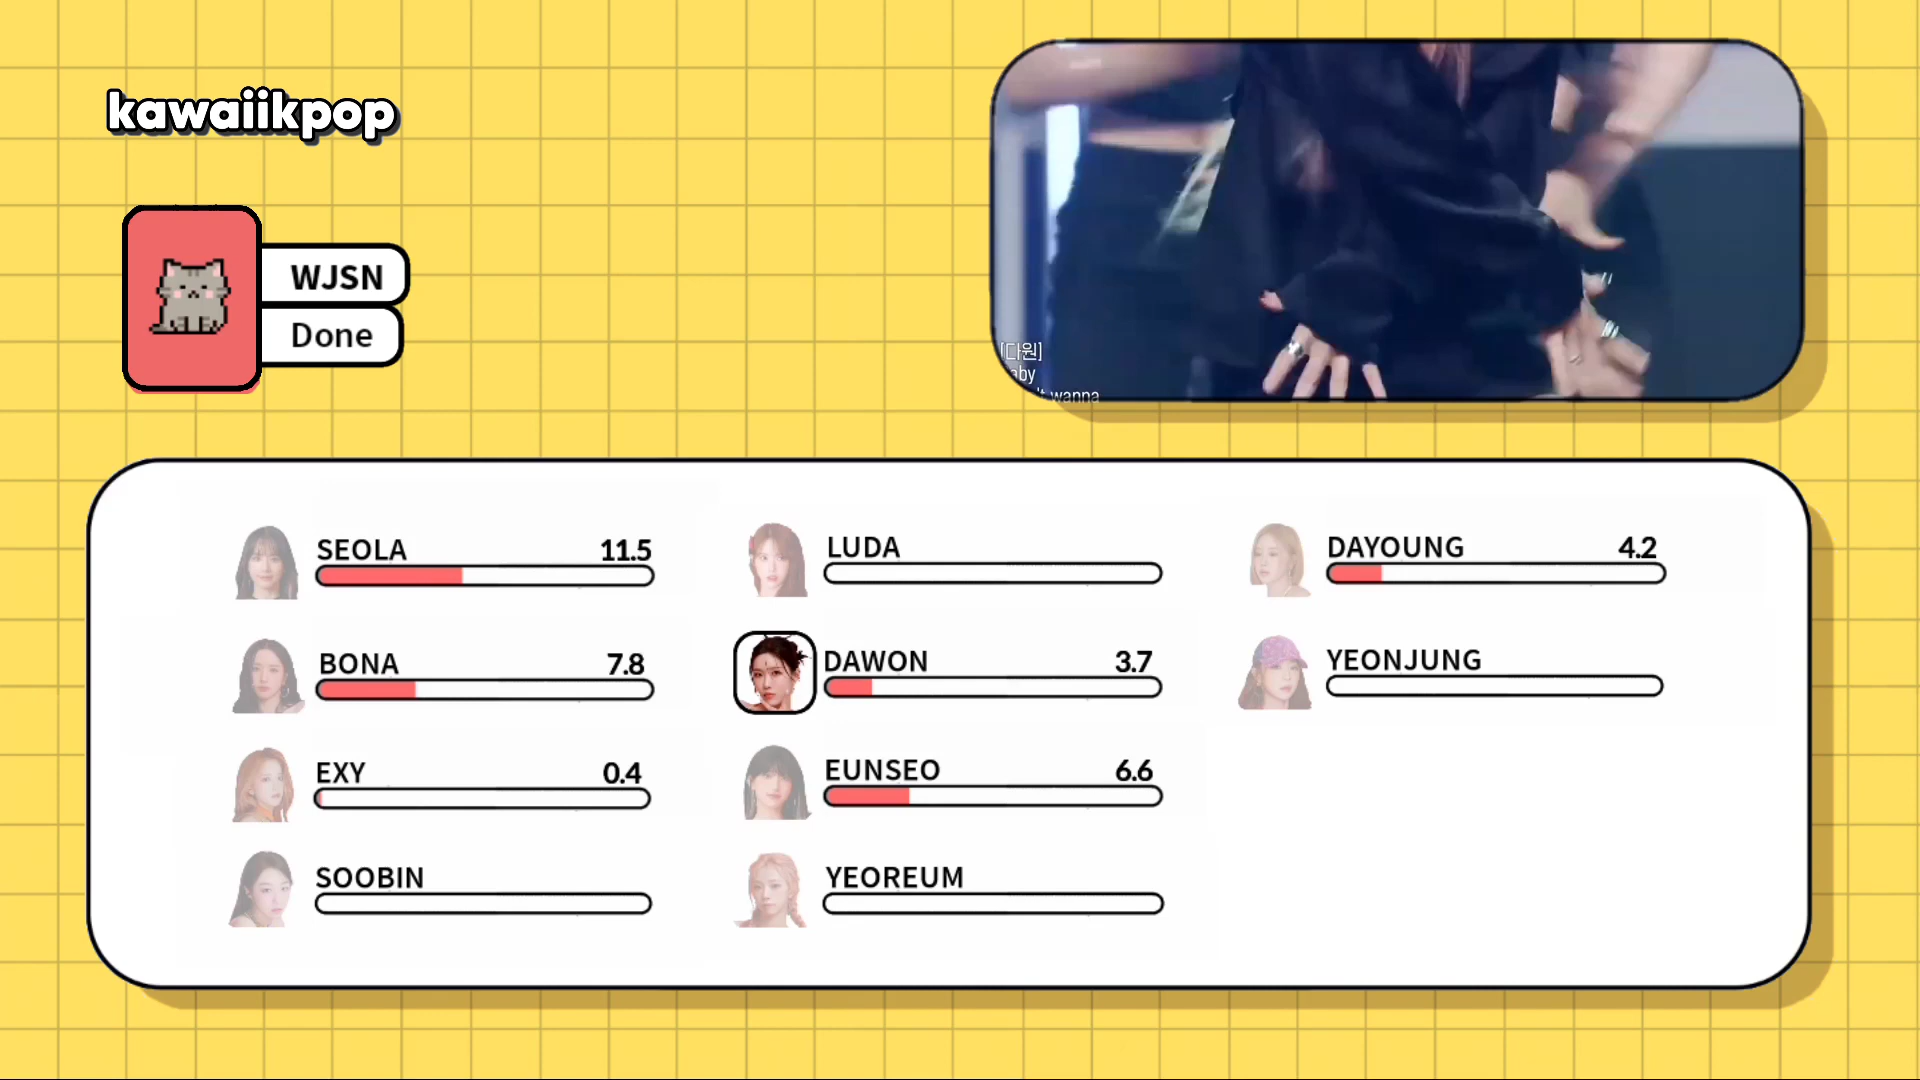 kawaiikpop
WJSN
Done
[다원]
aby
't wanna
SEOLA 11.5
BONA 7.8
EXY 0.4
SOOBIN
LUDA
DAWON 3.7
EUNSEO 6.6
YEOREUM
DAYOUNG 4.2
YEONJUNG